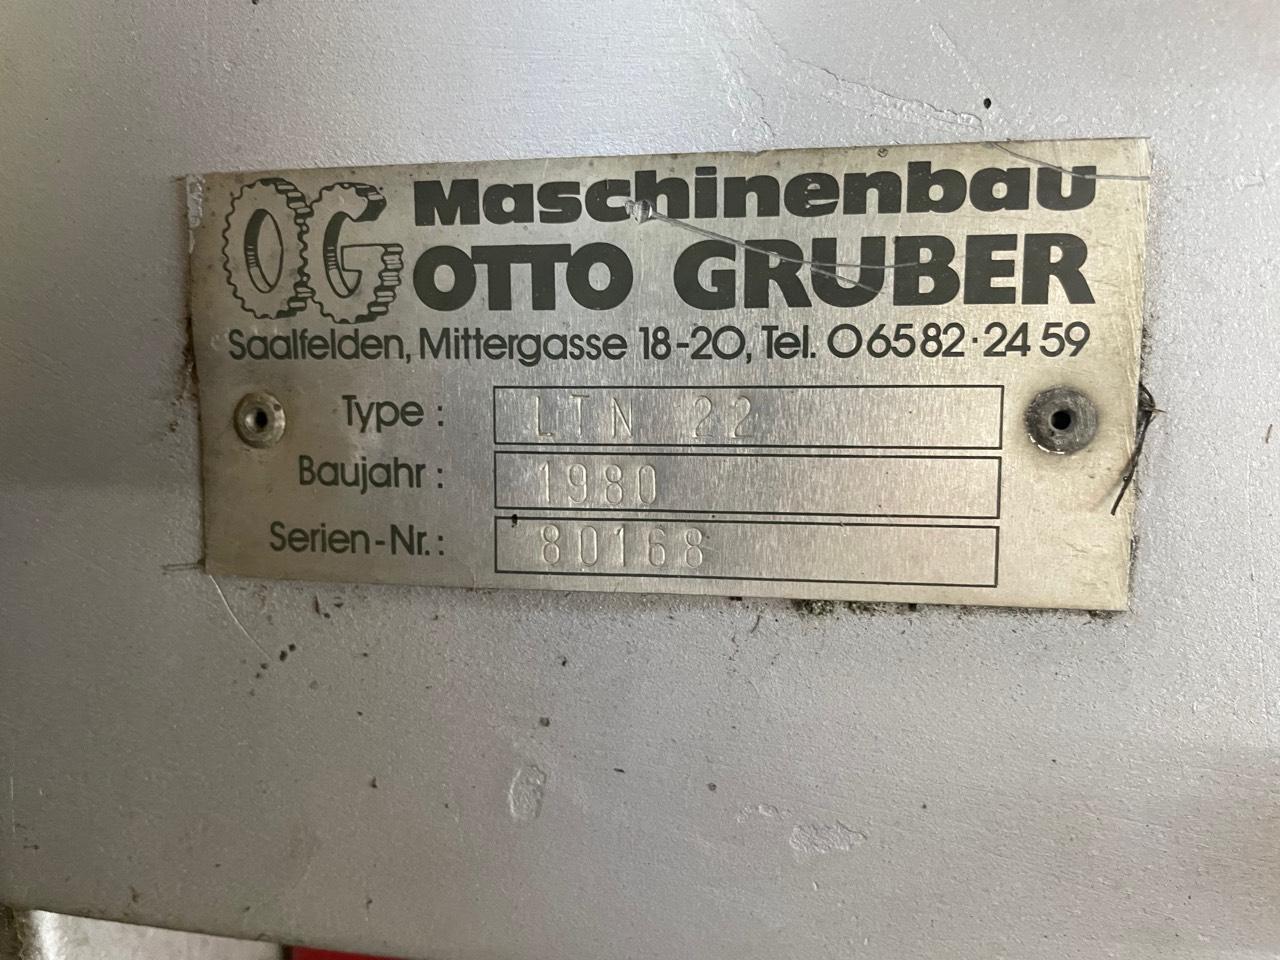 OG Maschinenbau
OTTO GRUBER
Saalfelden, Mittergasse 18-20, Tel. 06582·2459
Type: LTN 22
Baujahr: 1980
Serien-Nr.: 80168